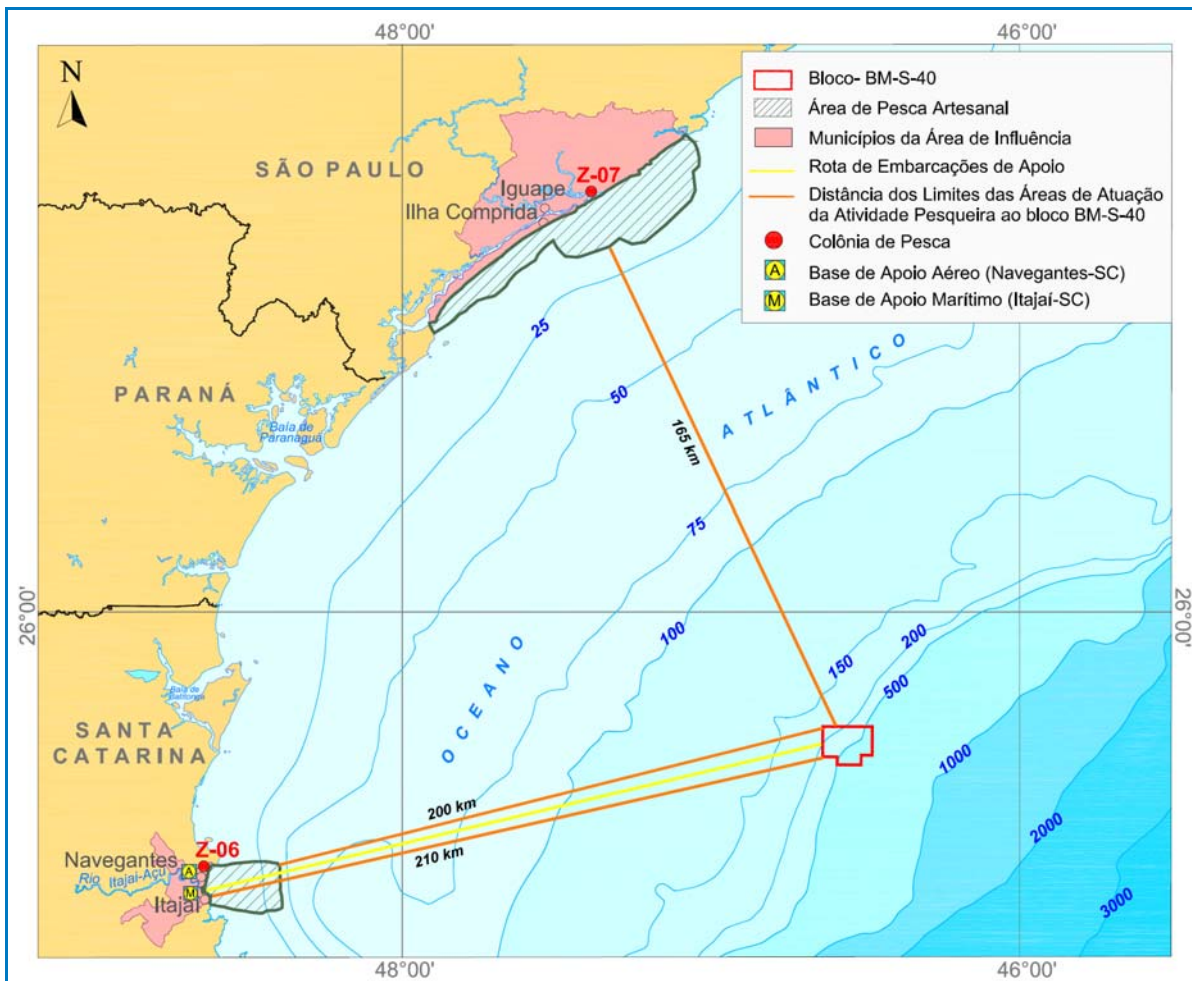 48°00'
46°00'
N
Bloco- BM-S-40
Área de Pesca Artesanal
Municípios da Área de Influência
Rota de Embarcações de Apoio
Distância dos Limites das Áreas de Atuação
da Atividade Pesqueira ao bloco BM-S-40
Colônia de Pesca
A Base de Apoio Aéreo (Navegantes-SC)
M Base de Apoio Marítimo (Itajaí-SC)
SÃO PAULO
Z-07
Iguape
Ilha Comprida
25
50
ATLÂNTICO
PARANÁ
Baía de
Paranaguá
165 km
75
26°00'
26°00'
100
200
150
500
OCEANO
SANTA
CATARINA
1000
2000
3000
200 km
210 km
Z-06
Navegantes
A
Rio Itajaí-Açú
M
Itajaí
48°00'
46°00'